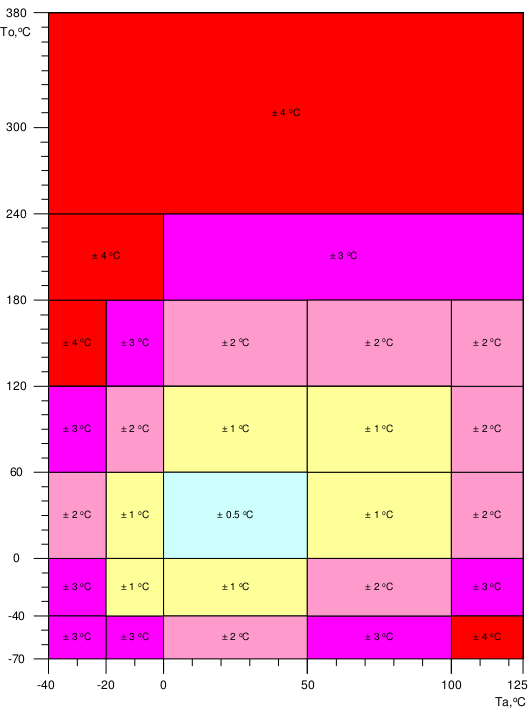 380
To,ºC
± 4 ºC
300
240
± 4 ºC ± 3 ºC
180
± 4 ºC ± 3 ºC ± 2 ºC ± 2 ºC ± 2 ºC
120
± 3 ºC ± 2 ºC ± 1 ºC ± 1 ºC ± 2 ºC
60
± 2 ºC ± 1 ºC ± 0.5 ºC ± 1 ºC ± 2 ºC
0
± 3 ºC ± 1 ºC ± 1 ºC ± 2 ºC ± 3 ºC
-40
± 3 ºC ± 3 ºC ± 2 ºC ± 3 ºC ± 4 ºC
-70
-40 -20 0 50 100 125
Ta,ºC